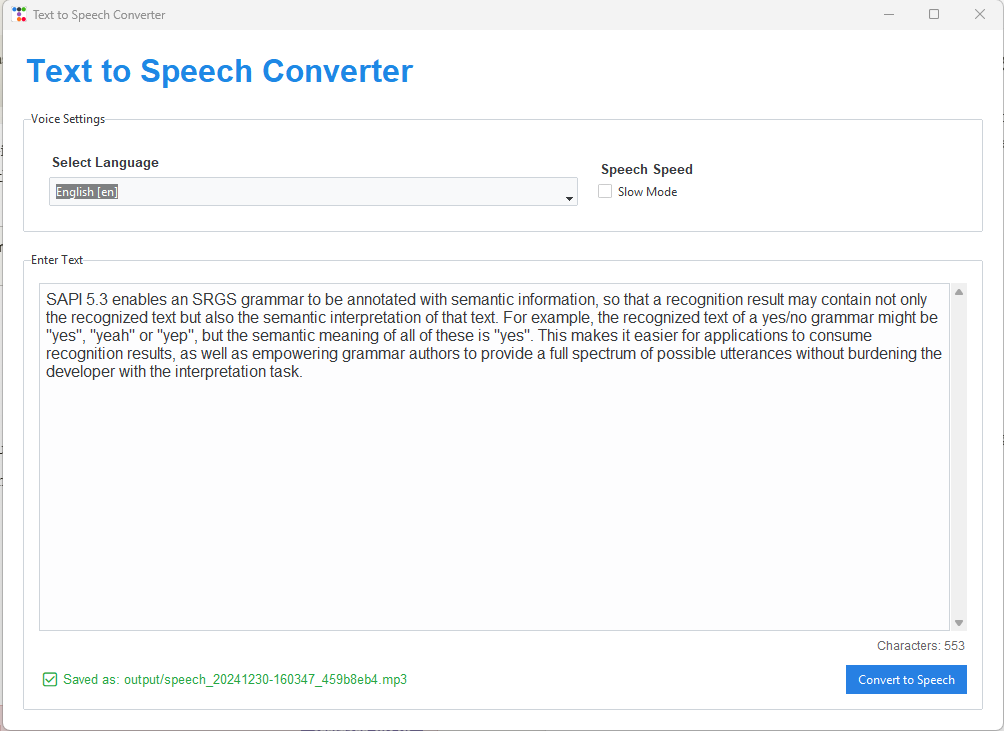 Text to Speech Converter
Text to Speech Converter
Voice Settings
Select Language
English [en]
Speech Speed
Slow Mode
Enter Text
SAPI 5.3 enables an SRGS grammar to be annotated with semantic information, so that a recognition result may contain not only
the recognized text but also the semantic interpretation of that text. For example, the recognized text of a yes/no grammar might be
"yes", "yeah" or "yep", but the semantic meaning of all of these is "yes". This makes it easier for applications to consume
recognition results, as well as empowering grammar authors to provide a full spectrum of possible utterances without burdening the
developer with the interpretation task.
Characters: 553
Saved as: output/speech_20241230-160347_459b8eb4.mp3
Convert to Speech